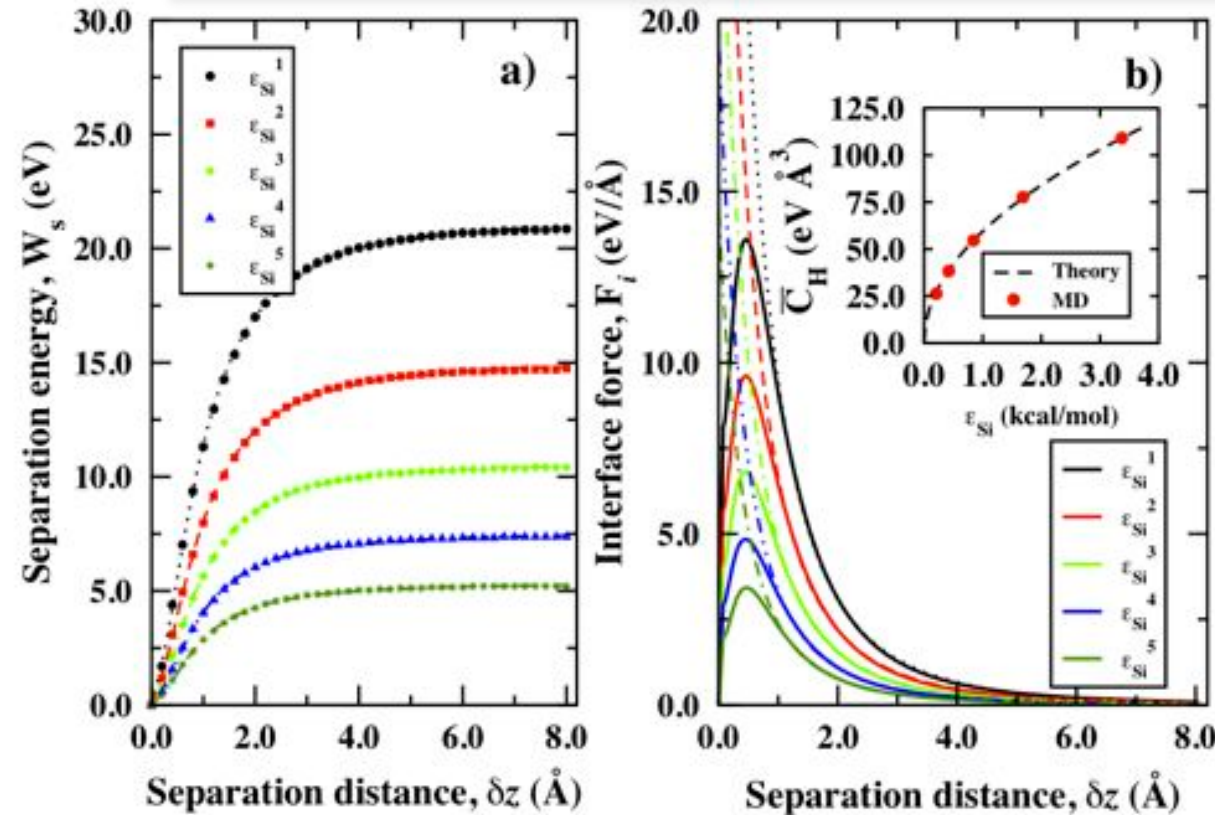 a)
30.0
25.0
20.0
15.0
10.0
5.0
0.0
Separation energy, W_s (eV)
ε_Si^1
ε_Si^2
ε_Si^3
ε_Si^4
ε_Si^5
0.0 2.0 4.0 6.0 8.0
Separation distance, δz (Å)
b)
20.0
15.0
10.0
5.0
0.0
Interface force, F_i (eV/Å)
125.0
100.0
75.0
50.0
25.0
0.0
C̅_H (eV Å^3)
Theory
MD
0.0 1.0 2.0 3.0 4.0
ε_Si (kcal/mol)
ε_Si^1
ε_Si^2
ε_Si^3
ε_Si^4
ε_Si^5
0.0 2.0 4.0 6.0 8.0
Separation distance, δz (Å)